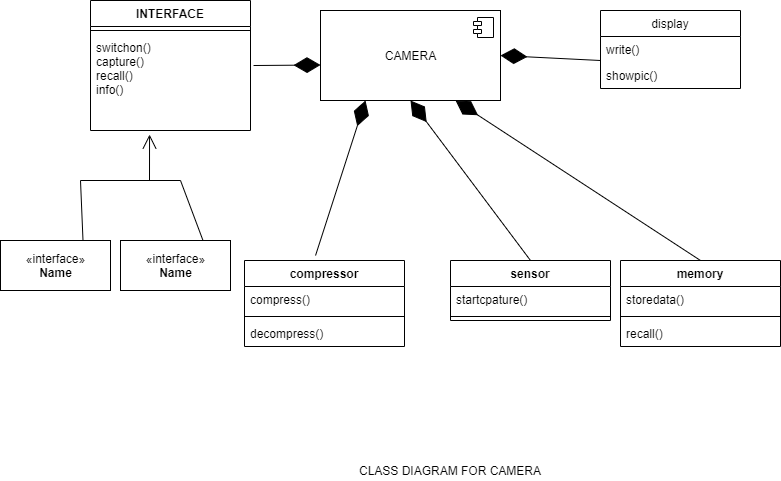 INTERFACE
switchon()
capture()
recall()
info()
CAMERA
display
write()
showpic()
«interface»
Name
«interface»
Name
compressor
compress()
decompress()
sensor
startcpature()
memory
storedata()
recall()
CLASS DIAGRAM FOR CAMERA